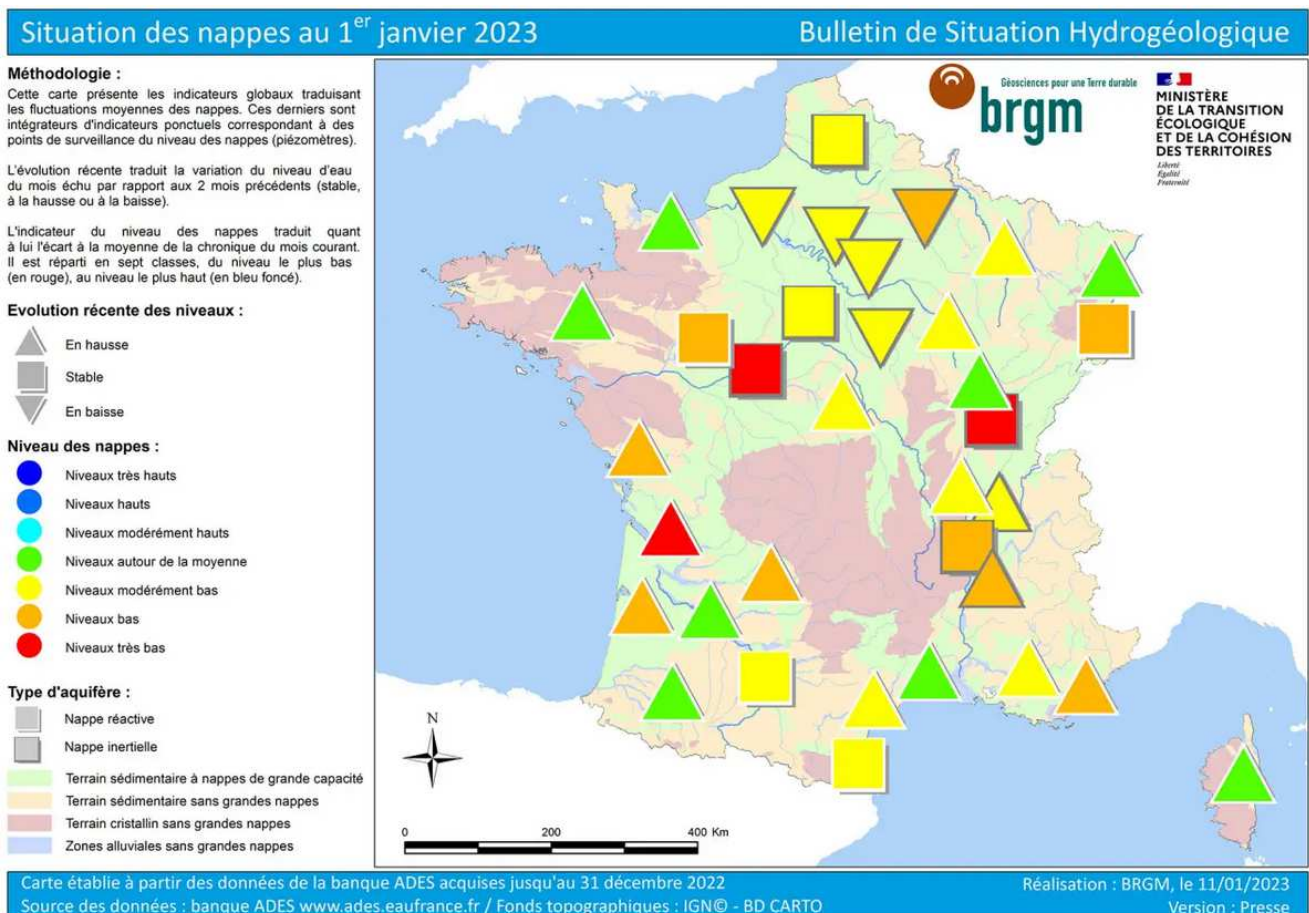 Situation des nappes au 1er janvier 2023
Bulletin de Situation Hydrogéologique
Méthodologie :
Cette carte présente les indicateurs globaux traduisant
les fluctuations moyennes des nappes. Ces derniers sont
intégrateurs d'indicateurs ponctuels correspondant à des
points de surveillance du niveau des nappes (piézomètres).
L'évolution récente traduit la variation du niveau d'eau
du mois échu par rapport aux 2 mois précédents (stable,
à la hausse ou à la baisse).
L'indicateur du niveau des nappes traduit quant
à lui l'écart à la moyenne de la chronique du mois courant.
Il est réparti en sept classes, du niveau le plus bas
(en rouge), au niveau le plus haut (en bleu foncé).
Evolution récente des niveaux :
En hausse
Stable
En baisse
Niveau des nappes :
Niveaux très hauts
Niveaux hauts
Niveaux modérément hauts
Niveaux autour de la moyenne
Niveaux modérément bas
Niveaux bas
Niveaux très bas
Type d'aquifère :
Nappe réactive
Nappe inertielle
Terrain sédimentaire à nappes de grande capacité
Terrain sédimentaire sans grandes nappes
Terrain cristallin sans grandes nappes
Zones alluviales sans grandes nappes
Géosciences pour une Terre durable
brgm
MINISTÈRE
DE LA TRANSITION
ÉCOLOGIQUE
ET DE LA COHÉSION
DES TERRITOIRES
Liberté
Égalité
Fraternité
N
0 200 400 Km
Carte établie à partir des données de la banque ADES acquises jusqu'au 31 décembre 2022
Source des données : banque ADES www.ades.eaufrance.fr / Fonds topographiques : IGN© - BD CARTO
Réalisation : BRGM, le 11/01/2023
Version : Presse